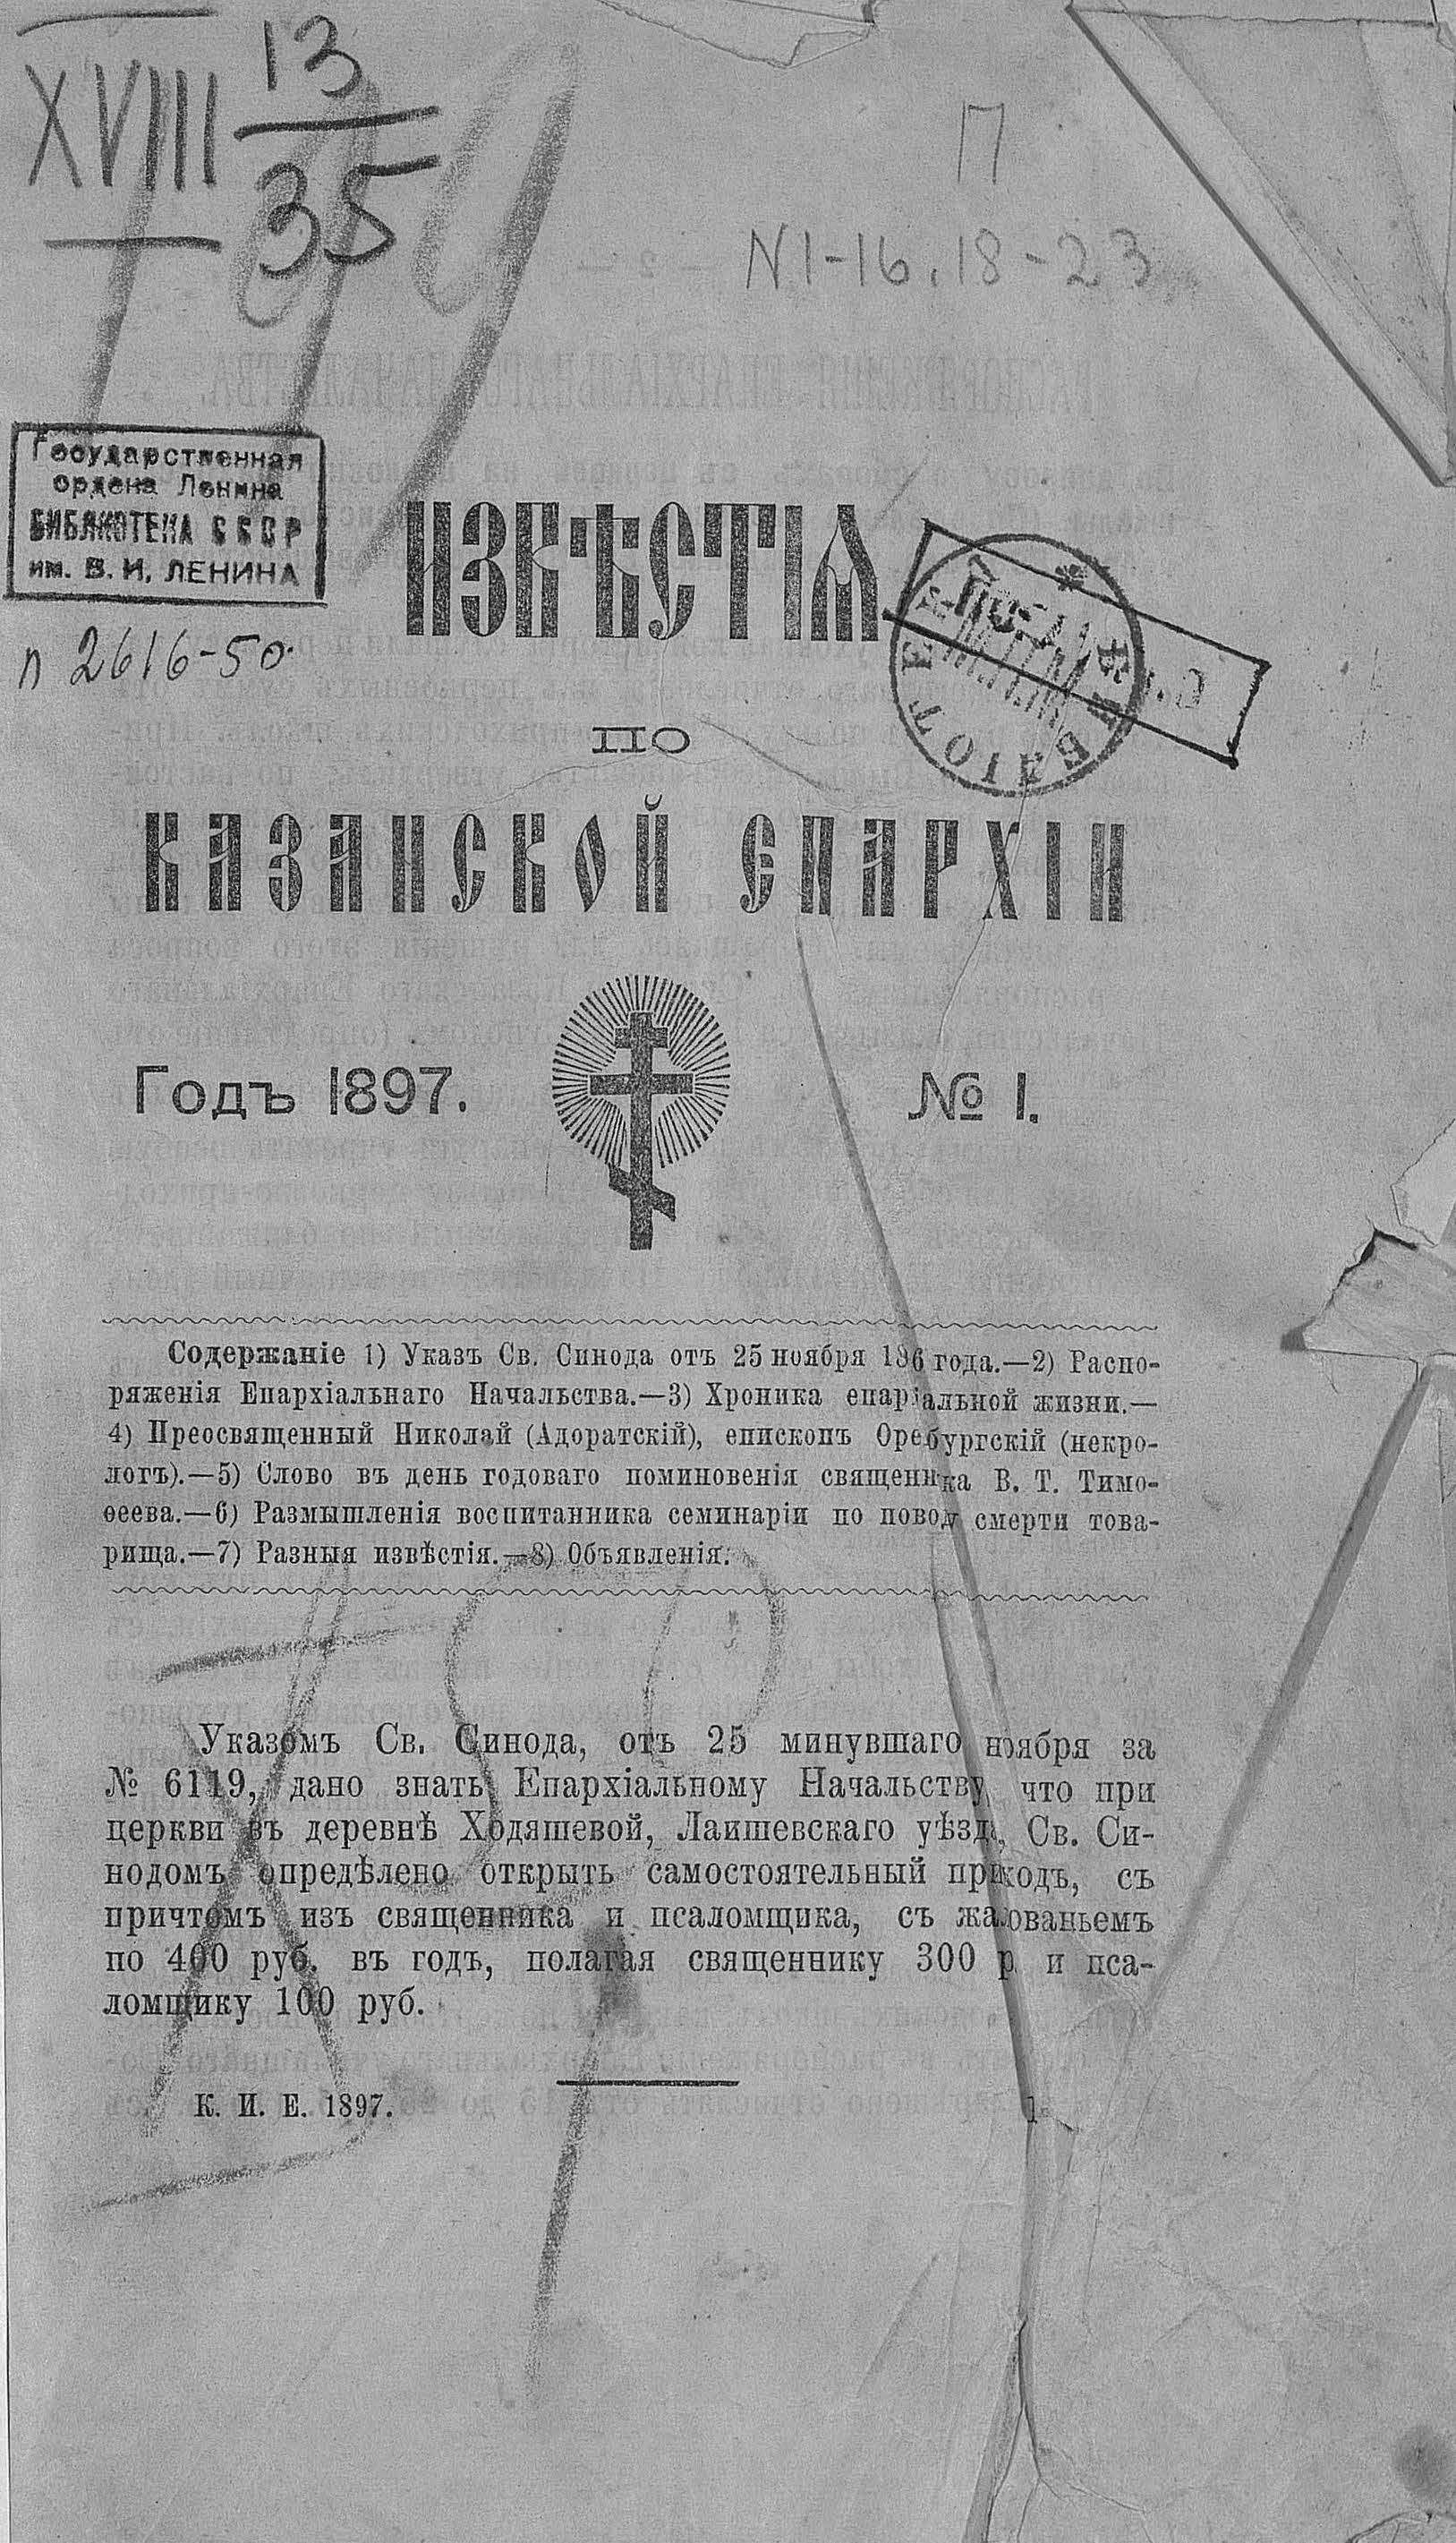 XVIII 13
35
П
N 1-16, 18-23
Государственная
ордена Ленина
БИБЛИОТЕКА СССР
им. В. И. ЛЕНИНА
п 2616-50.
ИЗВѢСТІЯ
ПО
КАЗАНСКОЙ ЕПАРХІИ
Годъ 1897.
№ 1.
Содержаніе 1) Указъ Св. Синода отъ 25 ноября 196 года.—2) Распо-
ряженія Епархіальнаго Начальства.—3) Хроника епархіальной жизни.—
4) Преосвященный Николай (Адоратскій), епископъ Оребургскій (некро-
логъ).—5) Слово въ день годоваго поминовенія священника В. Т. Тимо-
ѳеева.—6) Размышленія воспитанника семинаріи по повод смерти това-
рища.—7) Разныя извѣстія.—8) Объявленія.
Указомъ Св. Синода, отъ 25 минувшаго ноября за
№ 6119, дано знать Епархіальному Начальству, что при
церкви въ деревнѣ Ходяшевой, Лаишевскаго уѣзда, Св. Си-
нодомъ опредѣлено открыть самостоятельный приходъ, съ
причтомъ изъ священника и псаломщика, съ жалованьемъ
по 400 руб. въ годъ, полагая священнику 300 р. и пса-
ломщику 100 руб.
К. И. Е. 1897.
1.